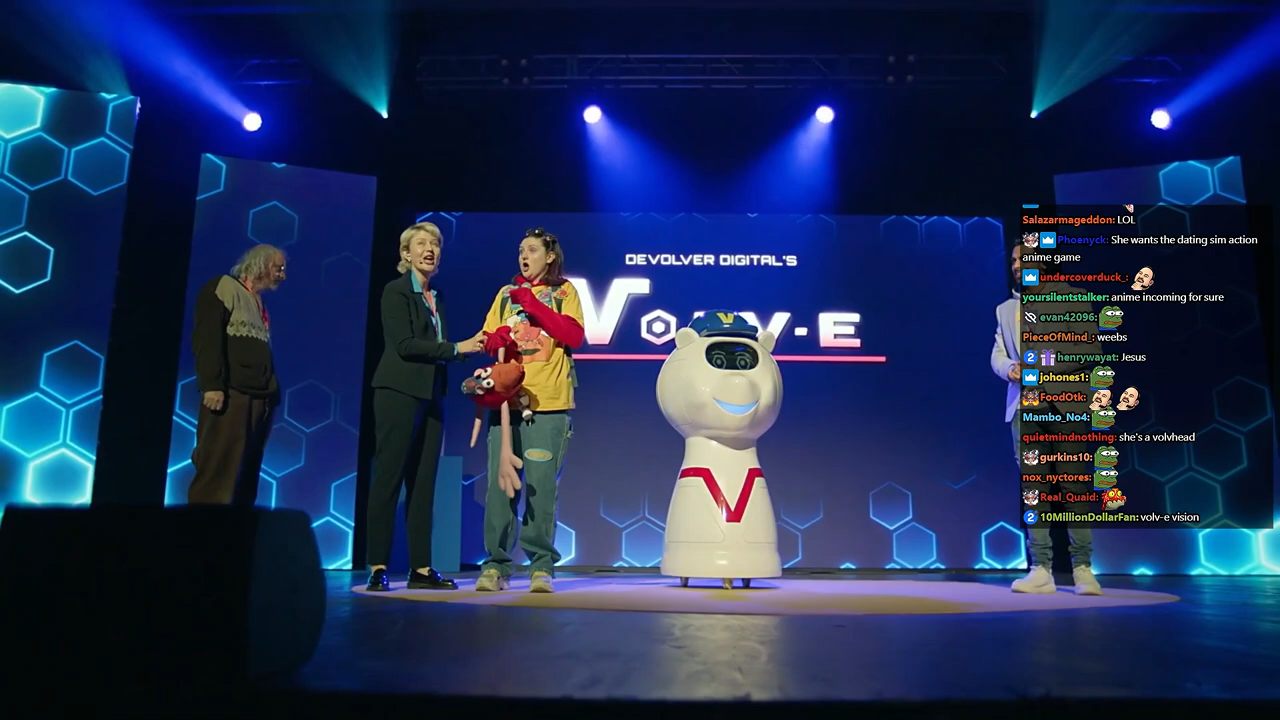 DEVOLVER DIGITAL'S
V-E
V
V
Salazarmageddon: LOL
Phoenyck: She wants the dating sim action
anime game
undercoverduck_:
yoursilentstalker: anime incoming for sure
evan42096:
PieceOfMind_: weebs
2 henrywayat: Jesus
johones1:
FoodOtk:
Mambo_No4:
quietmindnothing: she's a volvhead
gurkins10:
nox_nyctores:
Real_Quaid:
2 10MillionDollarFan: volv-e vision